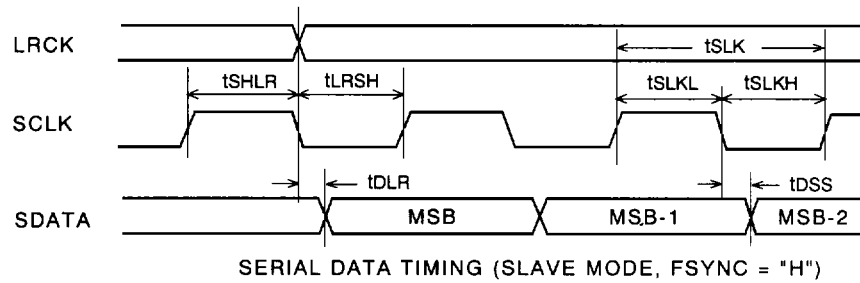 LRCK
tSLK
tSHLR
tLRSH
tSLKL
tSLKH
SCLK
tDLR
tDSS
SDATA
MSB
MSB-1
MSB-2
SERIAL DATA TIMING (SLAVE MODE, FSYNC = "H")